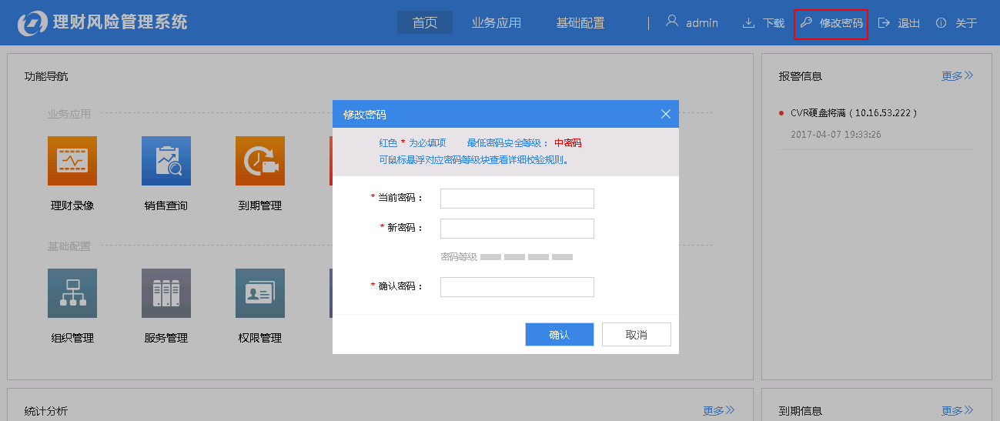 理财风险管理系统
首页 业务应用 基础配置 admin 下载 修改密码 退出 关于
功能导航
业务应用
理财录像 销售查询 到期管理
基础配置
组织管理 服务管理 权限管理
统计分析 更多
修改密码
红色 * 为必填项 最低密码安全等级： 中密码
可鼠标悬浮对应密码等级块查看详细校验规则。
* 当前密码：
* 新密码：
密码等级
* 确认密码：
确认 取消
报警信息 更多
CVR硬盘将满（10.16.53.222）
2017-04-07 19:33:26
到期信息 更多